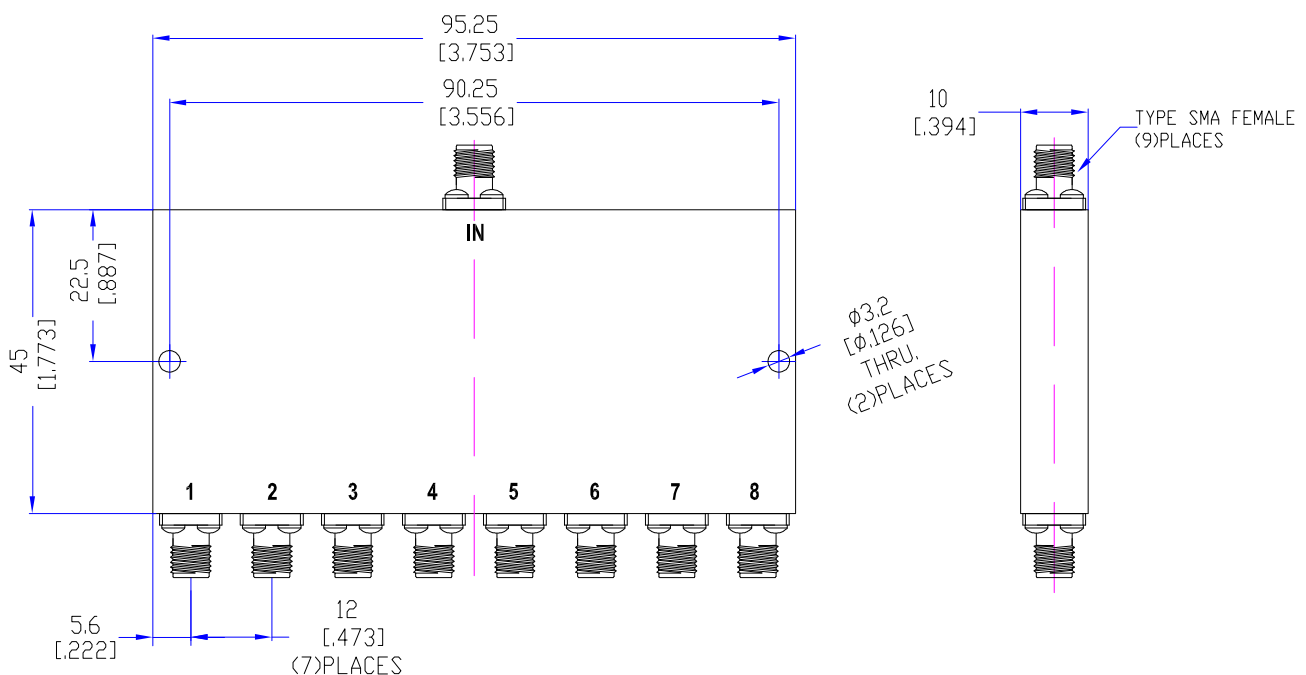 95.25
[3.753]
90.25
[3.556]
10
[.394]
TYPE SMA FEMALE
(9)PLACES
IN
22.5
[.887]
45
[1.773]
Ø3.2
[Ø.126]
THRU.
(2)PLACES
1 2 3 4 5 6 7 8
5.6
[.222]
12
[.473]
(7)PLACES